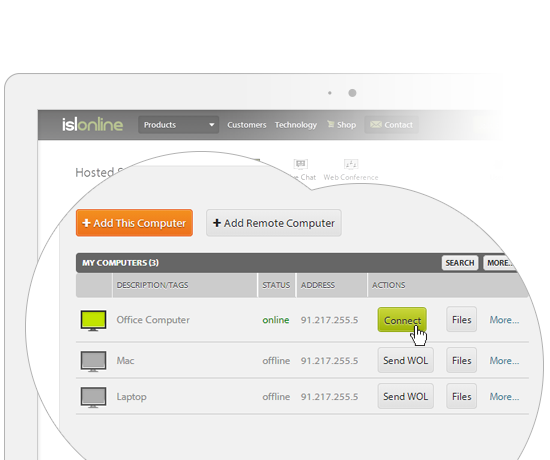 islonline Products Customers Technology Shop Contact
Hosted
Chat Web Conference
+ Add This Computer + Add Remote Computer
MY COMPUTERS (3) SEARCH MORE...
DESCRIPTION/TAGS STATUS ADDRESS ACTIONS
Office Computer online 91.217.255.5 Connect Files More...
Mac offline 91.217.255.5 Send WOL Files More...
Laptop offline 91.217.255.5 Send WOL Files More...